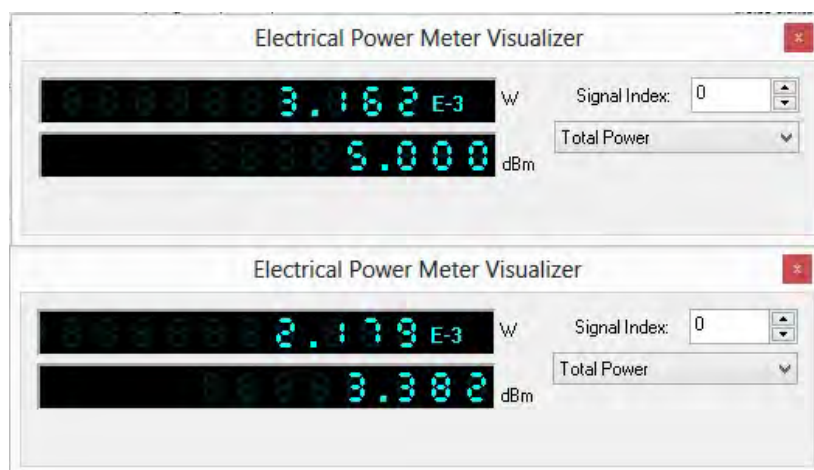 Electrical Power Meter Visualizer
x
3.162 E-3 W Signal Index: 0
Total Power
5.000 dBm
Electrical Power Meter Visualizer
x
2.179 E-3 W Signal Index: 0
Total Power
3.382 dBm